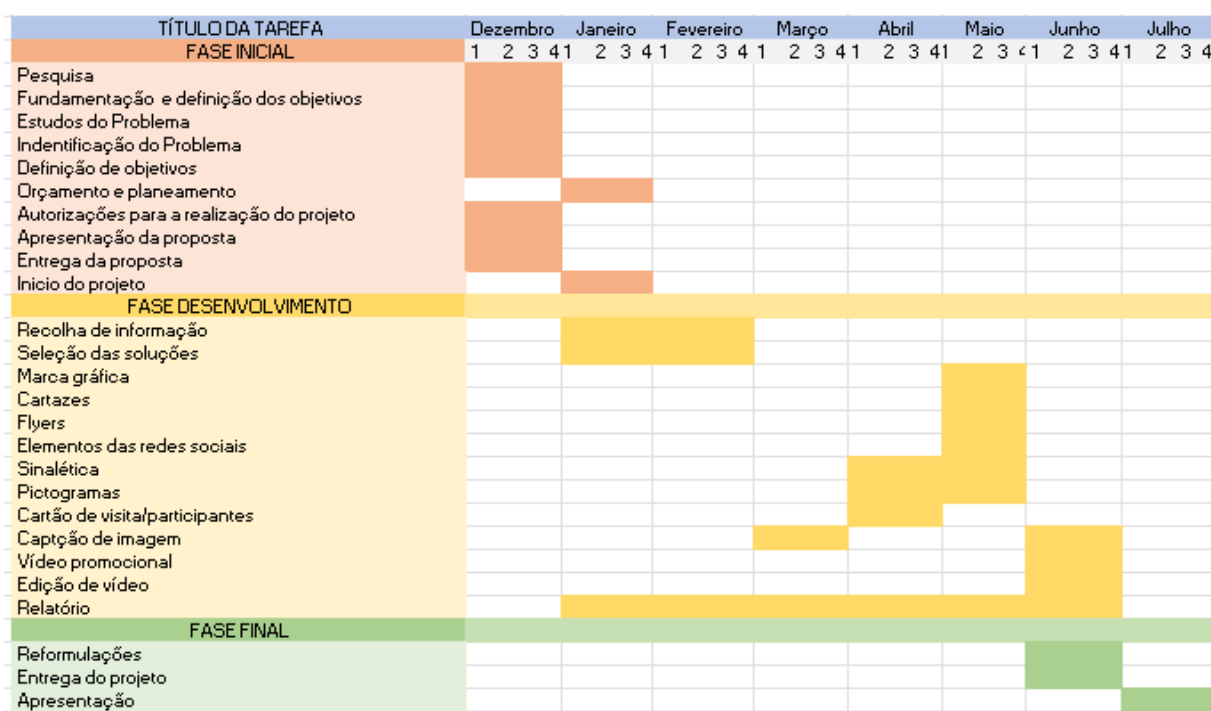 TÍTULO DA TAREFA Dezembro Janeiro Fevereiro Março Abril Maio Junho Julho
FASE INICIAL 1 2 3 4 1 2 3 4 1 2 3 4 1 2 3 4 1 2 3 4 1 2 3 4 1 2 3 4 1 2 3 4
Pesquisa
Fundamentação e definição dos objetivos
Estudos do Problema
Indentificação do Problema
Definição de objetivos
Orçamento e planeamento
Autorizações para a realização do projeto
Apresentação da proposta
Entrega da proposta
Inicio do projeto
FASE DESENVOLVIMENTO
Recolha de informação
Seleção das soluções
Marca gráfica
Cartazes
Flyers
Elementos das redes sociais
Sinalética
Pictogramas
Cartão de visita/participantes
Captção de imagem
Vídeo promocional
Edição de vídeo
Relatório
FASE FINAL
Reformulações
Entrega do projeto
Apresentação